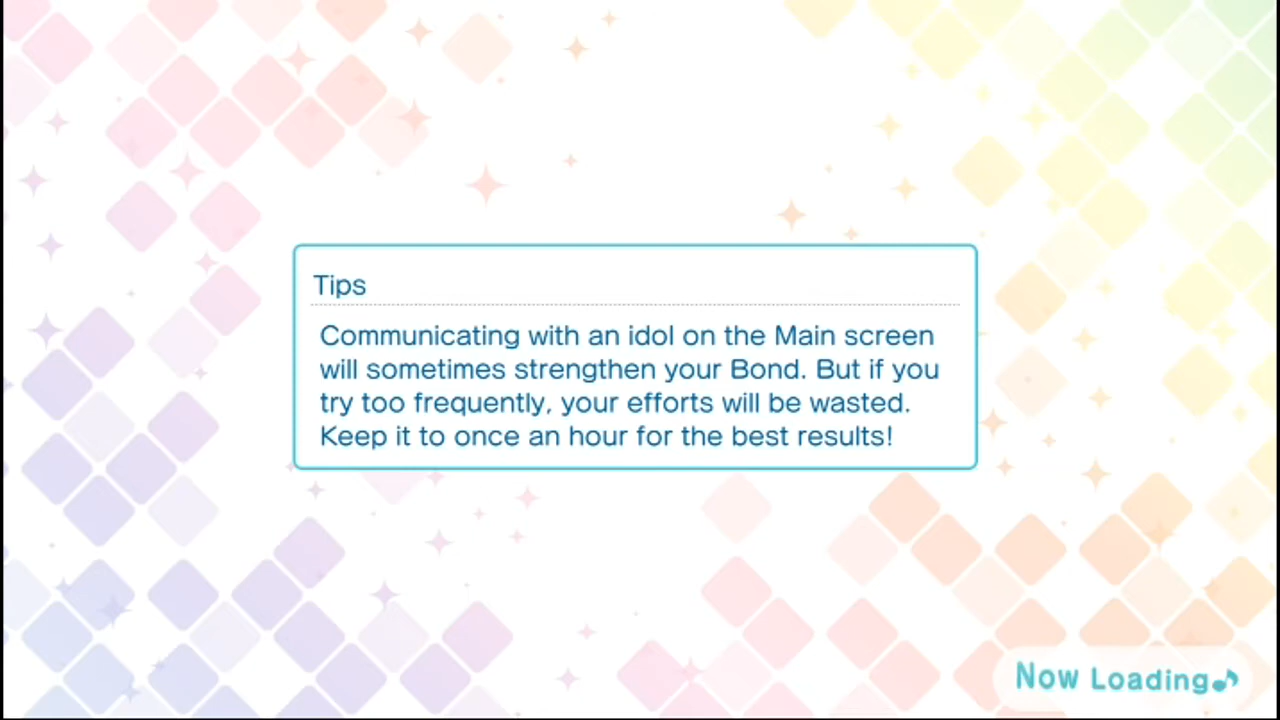 Tips
Communicating with an idol on the Main screen
will sometimes strengthen your Bond. But if you
try too frequently, your efforts will be wasted.
Keep it to once an hour for the best results!
Now Loading♪